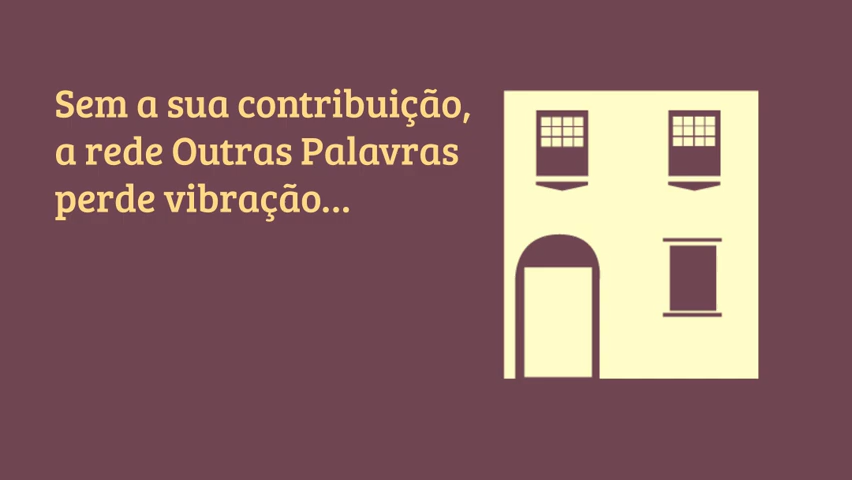 Sem a sua contribuição,
a rede Outras Palavras
perde vibração...